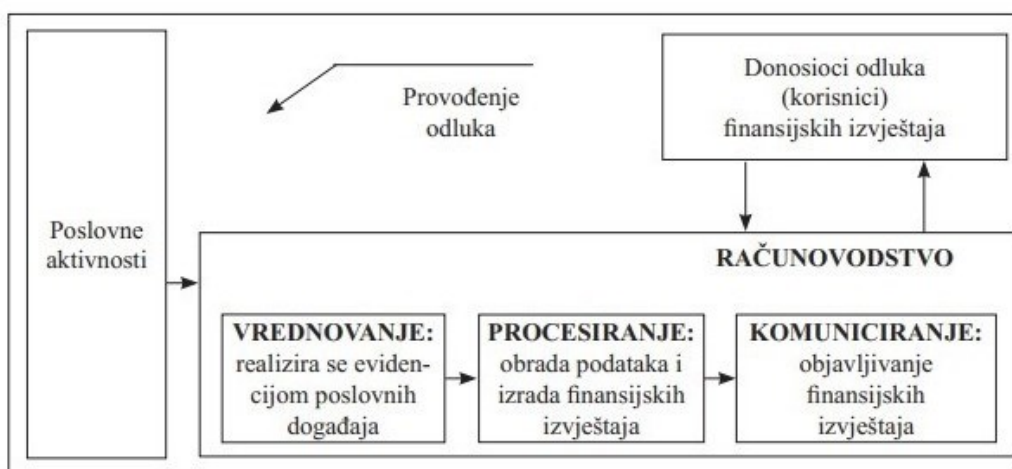 Poslovne
aktivnosti
Provođenje
odluka
Donosioci odluka
(korisnici)
finansijskih izvještaja
RAČUNOVODSTVO
VREDNOVANJE:
realizira se eviden-
cijom poslovnih
događaja
PROCESIRANJE:
obrada podataka i
izrada finansijskih
izvještaja
KOMUNICIRANJE:
objavljivanje
finansijskih
izvještaja